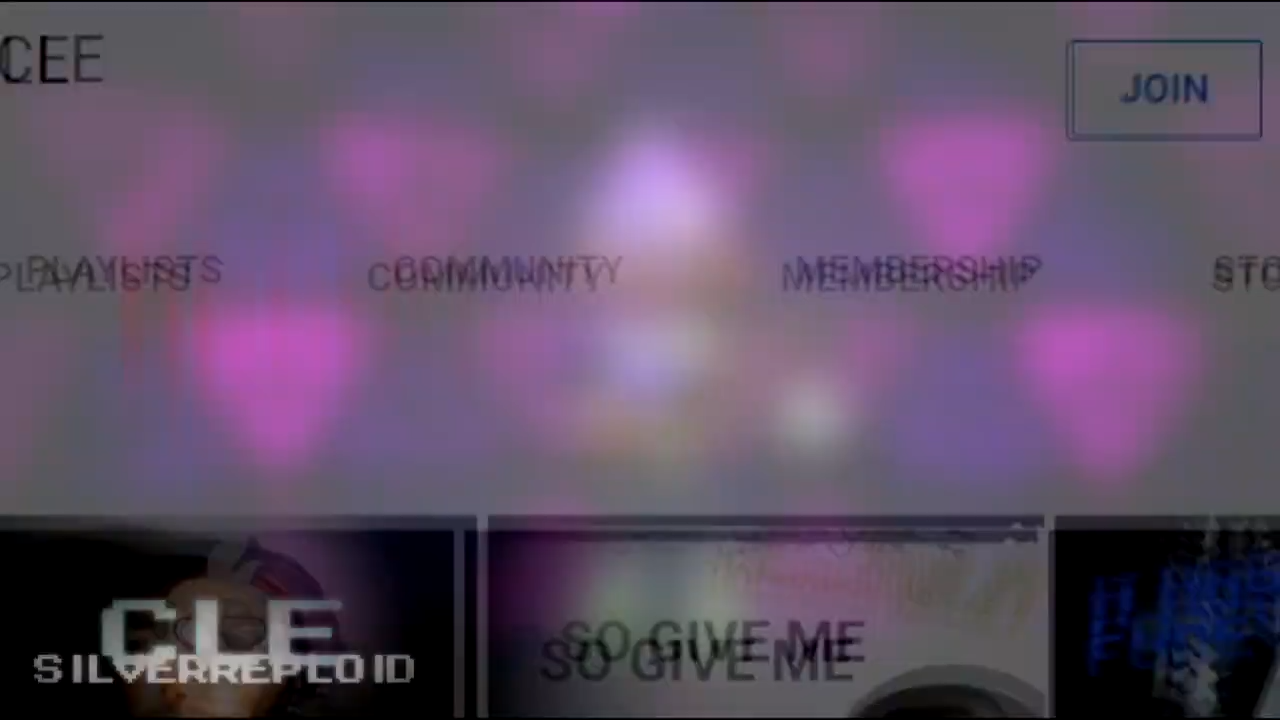 CEE
JOIN
PLAYLISTS COMMUNITY MEMBERSHIP
CLE
SILVERREPLOID
SO GIVE ME